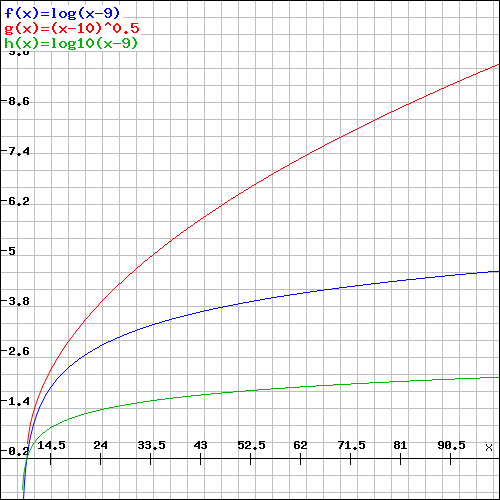 f(x)=log(x-9)
g(x)=(x-10)^0.5
h(x)=log10(x-9)
-8.6
-7.4
-6.2
-5
-3.8
-2.6
-1.4
-0.2
14.5 24 33.5 43 52.5 62 71.5 81 90.5 x